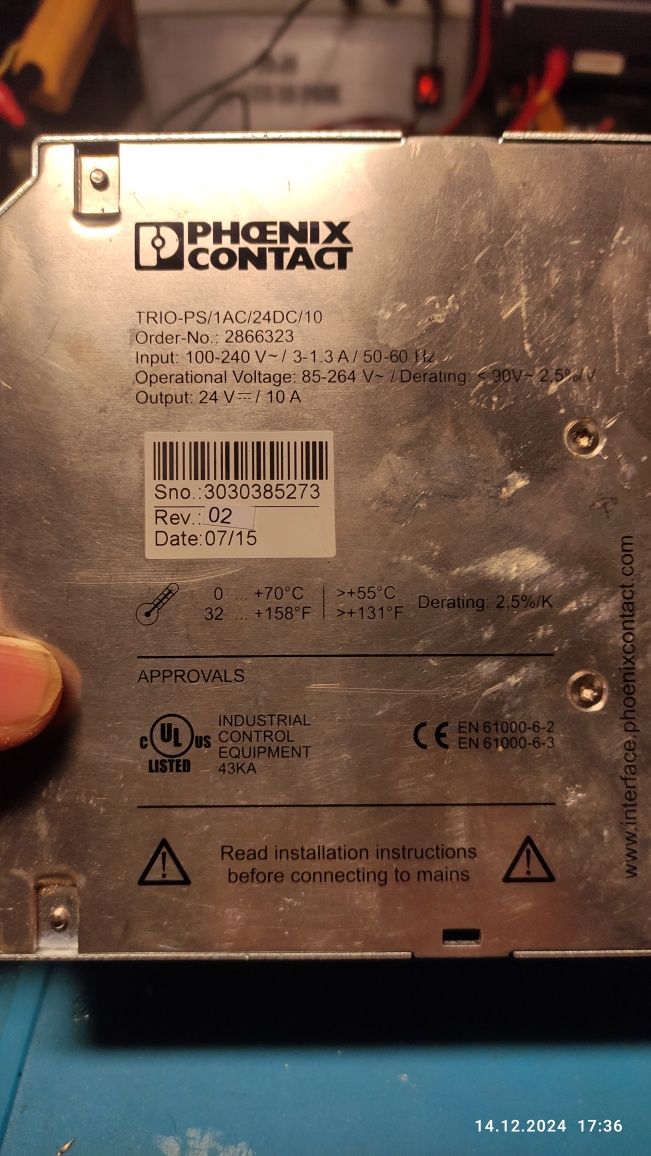 PHŒNIX
CONTACT
TRIO-PS/1AC/24DC/10
Order-No.: 2866323
Input: 100-240 V~ / 3-1.3 A / 50-60 Hz
Operational Voltage: 85-264 V~ / Derating: < 90V~ 2,5%/V
Output: 24 V⎓ / 10 A
Sno.:3030385273
Rev.: 02
Date:07/15
0 ... +70°C >+55°C
32 ... +158°F >+131°F
Derating: 2,5%/K
APPROVALS
C UL US
LISTED
INDUSTRIAL
CONTROL
EQUIPMENT
43KA
CE EN 61000-6-2
EN 61000-6-3
Read installation instructions
before connecting to mains
www.interface.phoenixcontact.com
14.12.2024 17:36